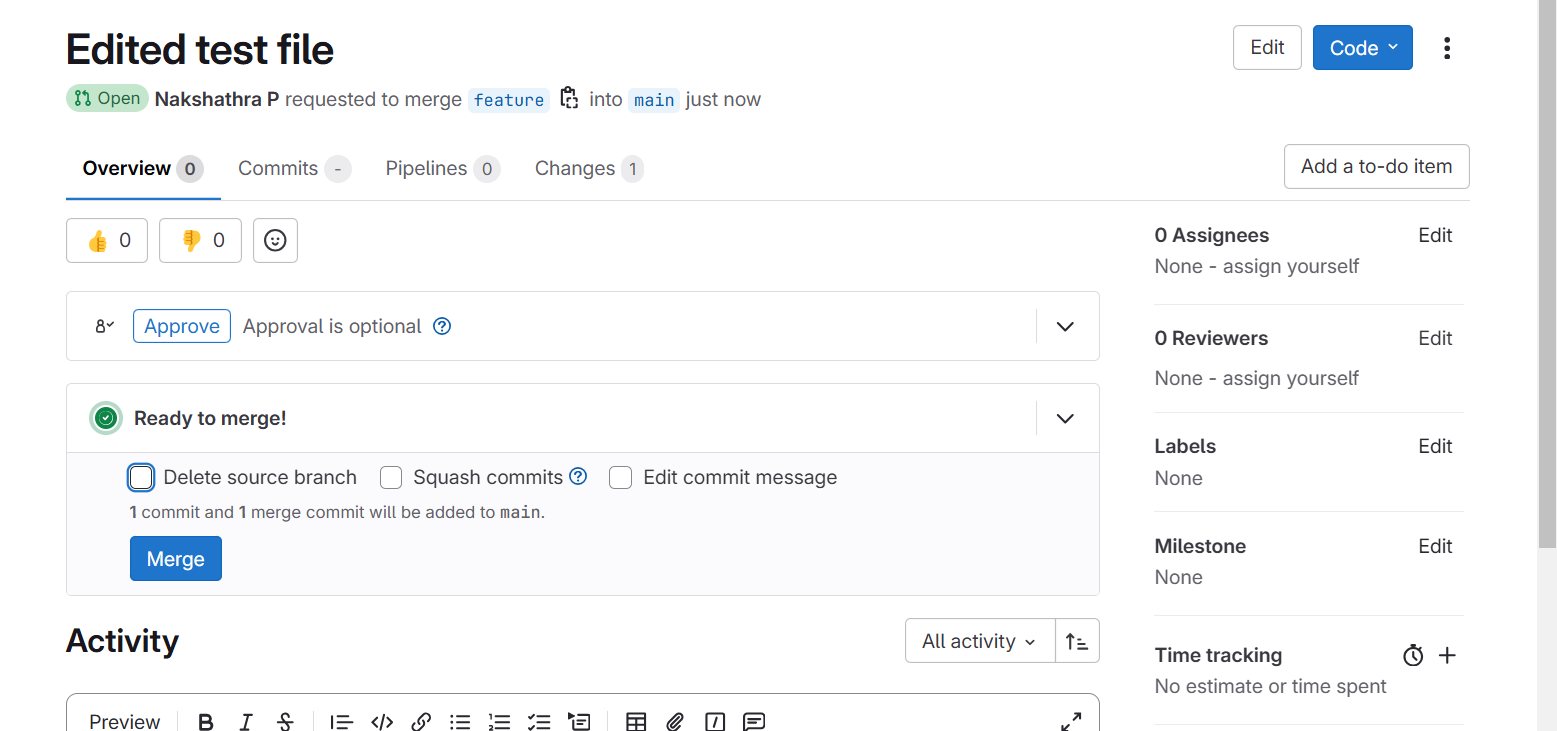 Edited test file
Edit
Code
Open Nakshathra P requested to merge feature into main just now
Overview 0 Commits - Pipelines 0 Changes 1
Add a to-do item
👍 0 👎 0
Approve Approval is optional
Ready to merge!
Delete source branch Squash commits Edit commit message
1 commit and 1 merge commit will be added to main.
Merge
Activity
All activity
Preview
0 Assignees Edit
None - assign yourself
0 Reviewers Edit
None - assign yourself
Labels Edit
None
Milestone Edit
None
Time tracking
No estimate or time spent